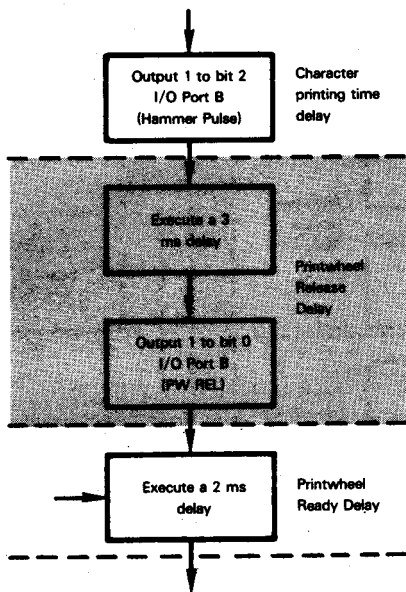 Output 1 to bit 2
I/O Port B
(Hammer Pulse)
Character
printing time
delay
Execute a 3
ms delay
Printwheel
Release
Delay
Output 1 to bit 0
I/O Port B
(PW REL)
Execute a 2 ms
delay
Printwheel
Ready Delay